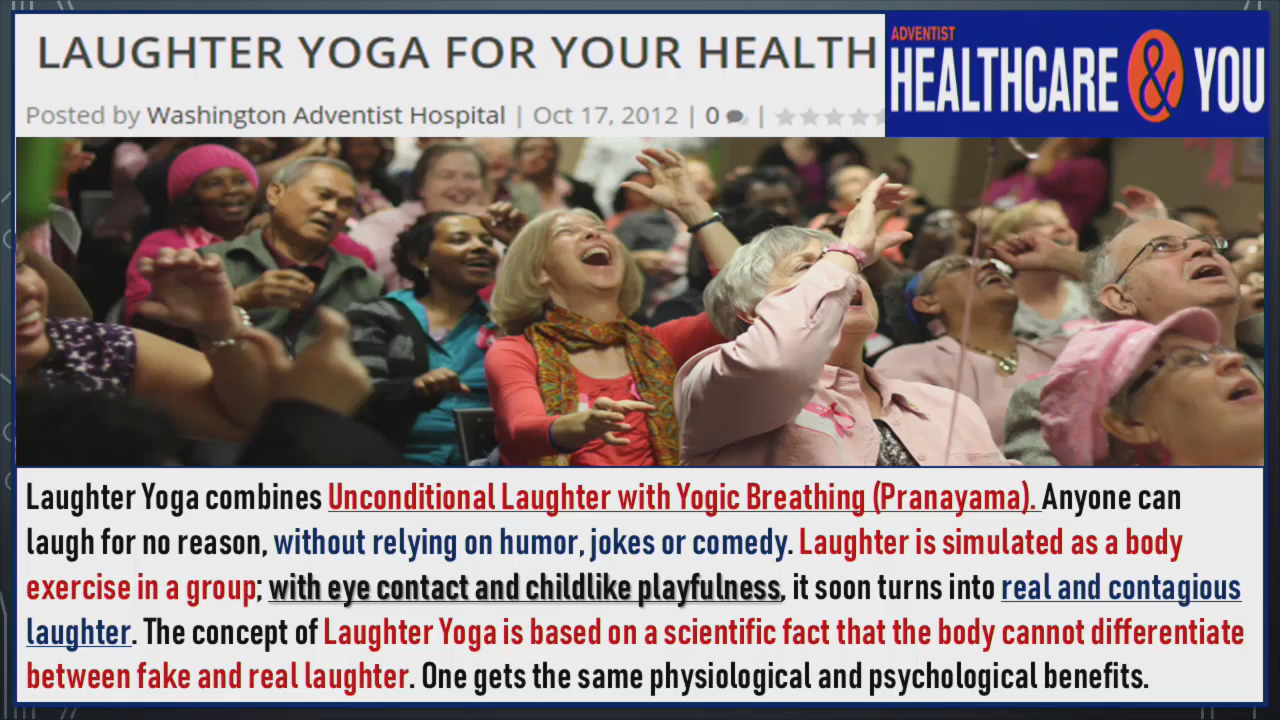 LAUGHTER YOGA FOR YOUR HEALTH
ADVENTIST
HEALTHCARE & YOU
Posted by Washington Adventist Hospital | Oct 17, 2012 | 0 |
Laughter Yoga combines Unconditional Laughter with Yogic Breathing (Pranayama). Anyone can
laugh for no reason, without relying on humor, jokes or comedy. Laughter is simulated as a body
exercise in a group; with eye contact and childlike playfulness, it soon turns into real and contagious
laughter. The concept of Laughter Yoga is based on a scientific fact that the body cannot differentiate
between fake and real laughter. One gets the same physiological and psychological benefits.